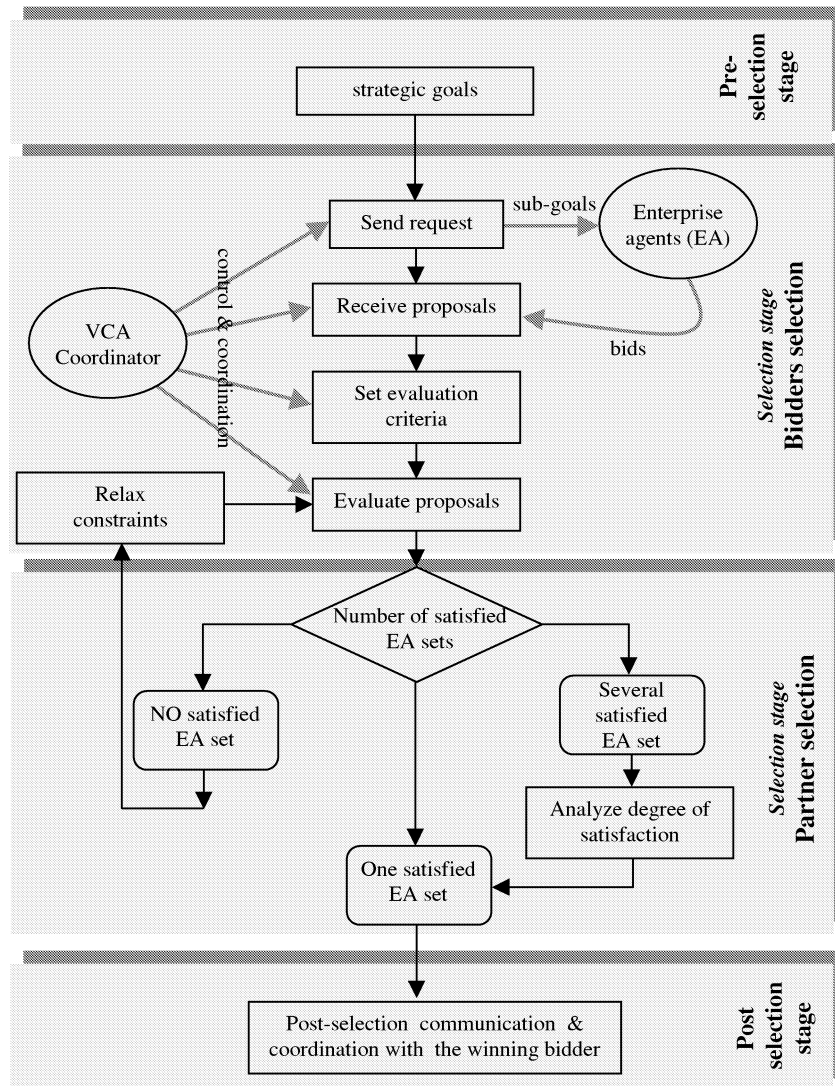 Pre-
selection
stage
strategic goals
Send request
sub-goals
Enterprise
agents (EA)
control & coordination
Receive proposals
VCA
Coordinator
bids
Set evaluation
criteria
Selection stage
Bidders selection
Relax
constraints
Evaluate proposals
Number of satisfied
EA sets
NO satisfied
EA set
Several
satisfied
EA set
Analyze degree of
satisfaction
Selection stage
Partner selection
One satisfied
EA set
Post-selection communication &
coordination with the winning bidder
Post
selection
stage